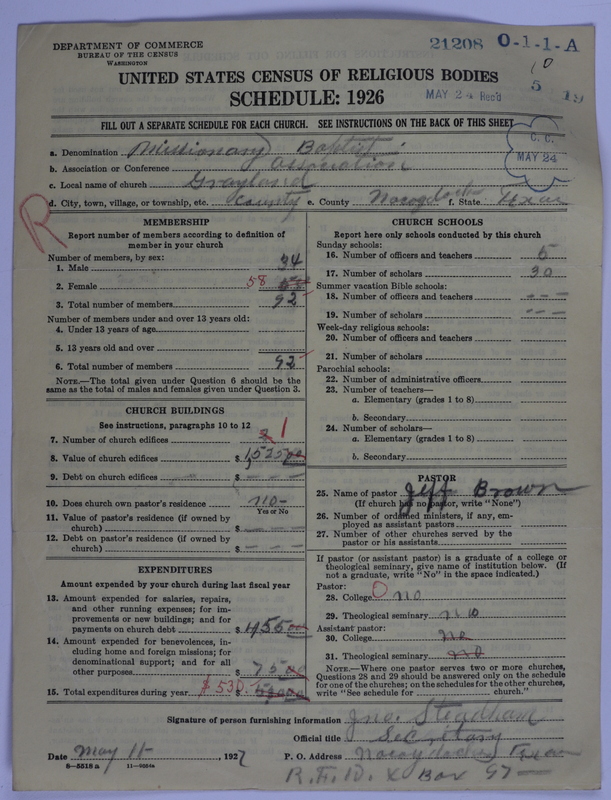 DEPARTMENT OF COMMERCE
BUREAU OF THE CENSUS
WASHINGTON
21208 O-1-1-A
10
5 19
UNITED STATES CENSUS OF RELIGIOUS BODIES
SCHEDULE: 1926
MAY 24 Rec'd
FILL OUT A SEPARATE SCHEDULE FOR EACH CHURCH. SEE INSTRUCTIONS ON THE BACK OF THIS SHEET
C. C.
MAY 24
a. Denomination Missionary Baptist
b. Association or Conference Association
c. Local name of church Grayland
d. City, town, village, or township, etc. County e. County Nacogdoches f. State Texas
R
MEMBERSHIP
Report number of members according to definition of
member in your church
Number of members, by sex:
1. Male 34
2. Female 58
3. Total number of members 92
Number of members under and over 13 years old:
4. Under 13 years of age
5. 13 years old and over
6. Total number of members 92
NOTE.—The total given under Question 6 should be
the same as the total of males and females given under Question 3.
CHURCH BUILDINGS
See instructions, paragraphs 10 to 12
7. Number of church edifices 2 1
8. Value of church edifices $ 1,525 00
9. Debt on church edifices $ - - -
10. Does church own pastor's residence? no-
Yes or No
11. Value of pastor's residence (if owned by
church) $ - - -
12. Debt on pastor's residence (if owned by
church) $ - - -
EXPENDITURES
Amount expended by your church during last fiscal year
13. Amount expended for salaries, repairs,
and other running expenses; for im-
provements or new buildings; and for
payments on church debt $ 455 00
14. Amount expended for benevolences, in-
cluding home and foreign missions; for
denominational support; and for all
other purposes $ 75 00
15. Total expenditures during year $ 530.
CHURCH SCHOOLS
Report here only schools conducted by this church
Sunday schools:
16. Number of officers and teachers 5
17. Number of scholars 30
Summer vacation Bible schools:
18. Number of officers and teachers - - -
19. Number of scholars - - -
Week-day religious schools:
20. Number of officers and teachers
21. Number of scholars
Parochial schools:
22. Number of administrative officers
23. Number of teachers—
a. Elementary (grades 1 to 8)
b. Secondary
24. Number of scholars—
a. Elementary (grades 1 to 8)
b. Secondary
PASTOR
25. Name of pastor Jeff Brown
(If church has no pastor, write "None")
26. Number of ordained ministers, if any, em-
ployed as assistant pastors
27. Number of other churches served by the
pastor or his assistants
If pastor (or assistant pastor) is a graduate of a college or
theological seminary, give name of institution below. (If
not a graduate, write "No" in the space indicated.)
Pastor:
28. College O no
29. Theological seminary no
Assistant pastor:
30. College no
31. Theological seminary no
NOTE.—Where one pastor serves two or more churches,
Questions 28 and 29 should be answered only on the schedule
for one of the churches; on the schedules for the other churches,
write "See schedule for church."
Signature of person furnishing information Jno. Steadham
Official title Secretary
Date May 11- , 1927 P. O. Address Nacogdoches Texas
8-5518a 11-9264a
R.F.D. X Box 97-